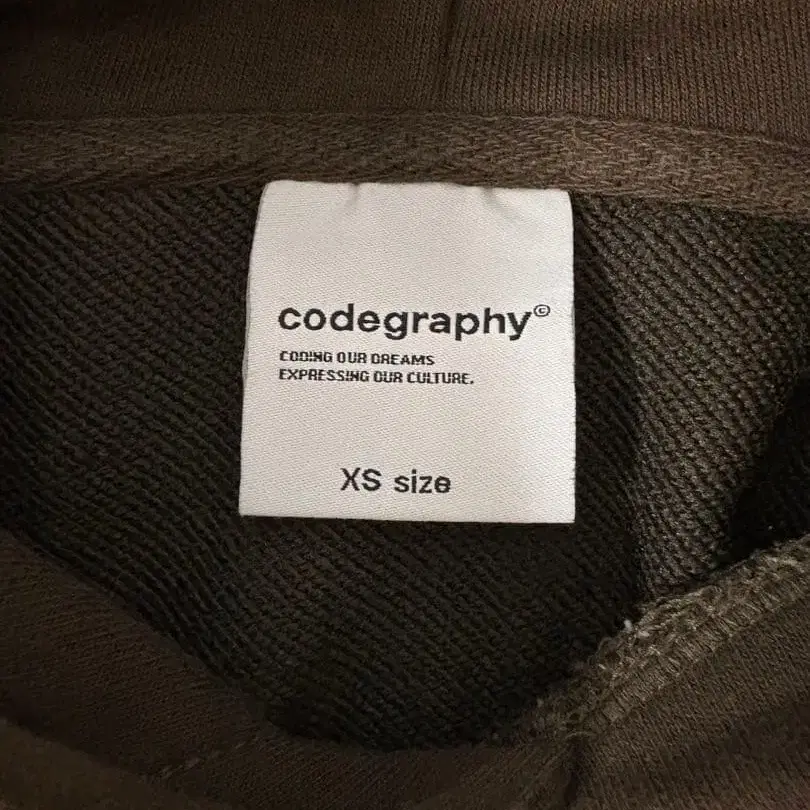 codegraphy©
CODING OUR DREAMS
EXPRESSING OUR CULTURE.
XS size